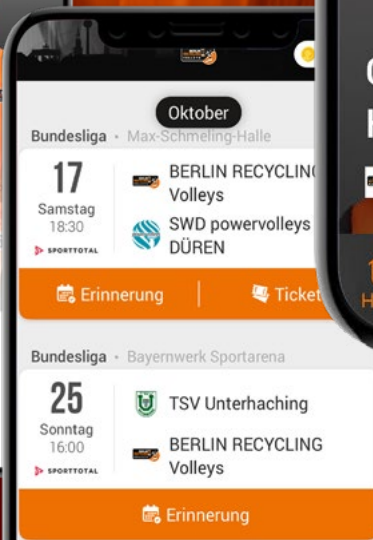 Oktober
Bundesliga • Max-Schmeling-Halle
17
Samstag
18:30
SPORTTOTAL
BERLIN RECYCLING
Volleys
SWD powervolleys
DÜREN
Erinnerung
Ticket
Bundesliga • Bayernwerk Sportarena
25
Sonntag
16:00
SPORTTOTAL
TSV Unterhaching
BERLIN RECYCLING
Volleys
Erinnerung